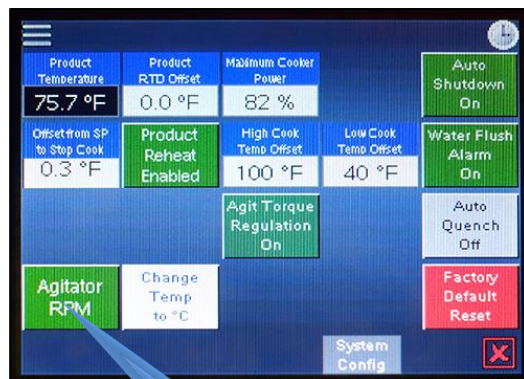 Product
Temperature
75.7 °F
Product
RTD Offset
0.0 °F
Maximum Cooker
Power
82 %
Auto
Shutdown
On
Offset from SP
to Stop Cook
0.3 °F
Product
Reheat
Enabled
High Cook
Temp Offset
100 °F
Low Cook
Temp Offset
40 °F
Water Flush
Alarm
On
Agit Torque
Regulation
On
Auto
Quench
Off
Agitator
RPM
Change
Temp
to °C
Factory
Default
Reset
System
Config